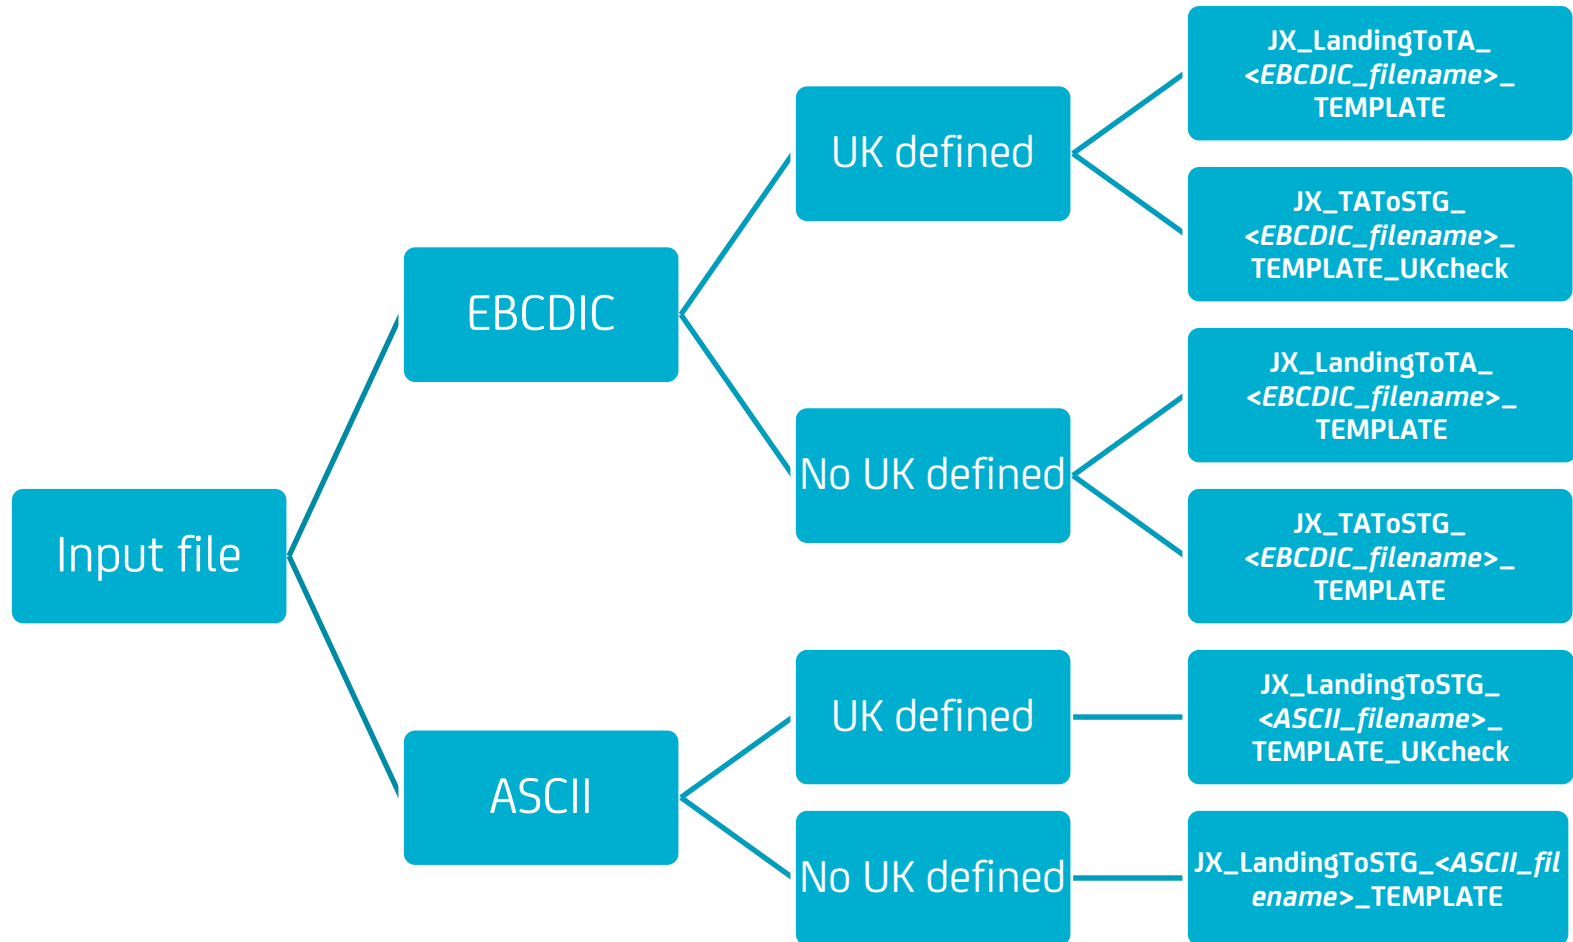 Input file
EBCDIC
UK defined
JX_LandingToTA_
<EBCDIC_filename>_
TEMPLATE
JX_TAToSTG_
<EBCDIC_filename>_
TEMPLATE_UKcheck
No UK defined
JX_LandingToTA_
<EBCDIC_filename>_
TEMPLATE
JX_TAToSTG_
<EBCDIC_filename>_
TEMPLATE
ASCII
UK defined
JX_LandingToSTG_
<ASCII_filename>_
TEMPLATE_UKcheck
No UK defined
JX_LandingToSTG_<ASCII_fil
ename>_TEMPLATE